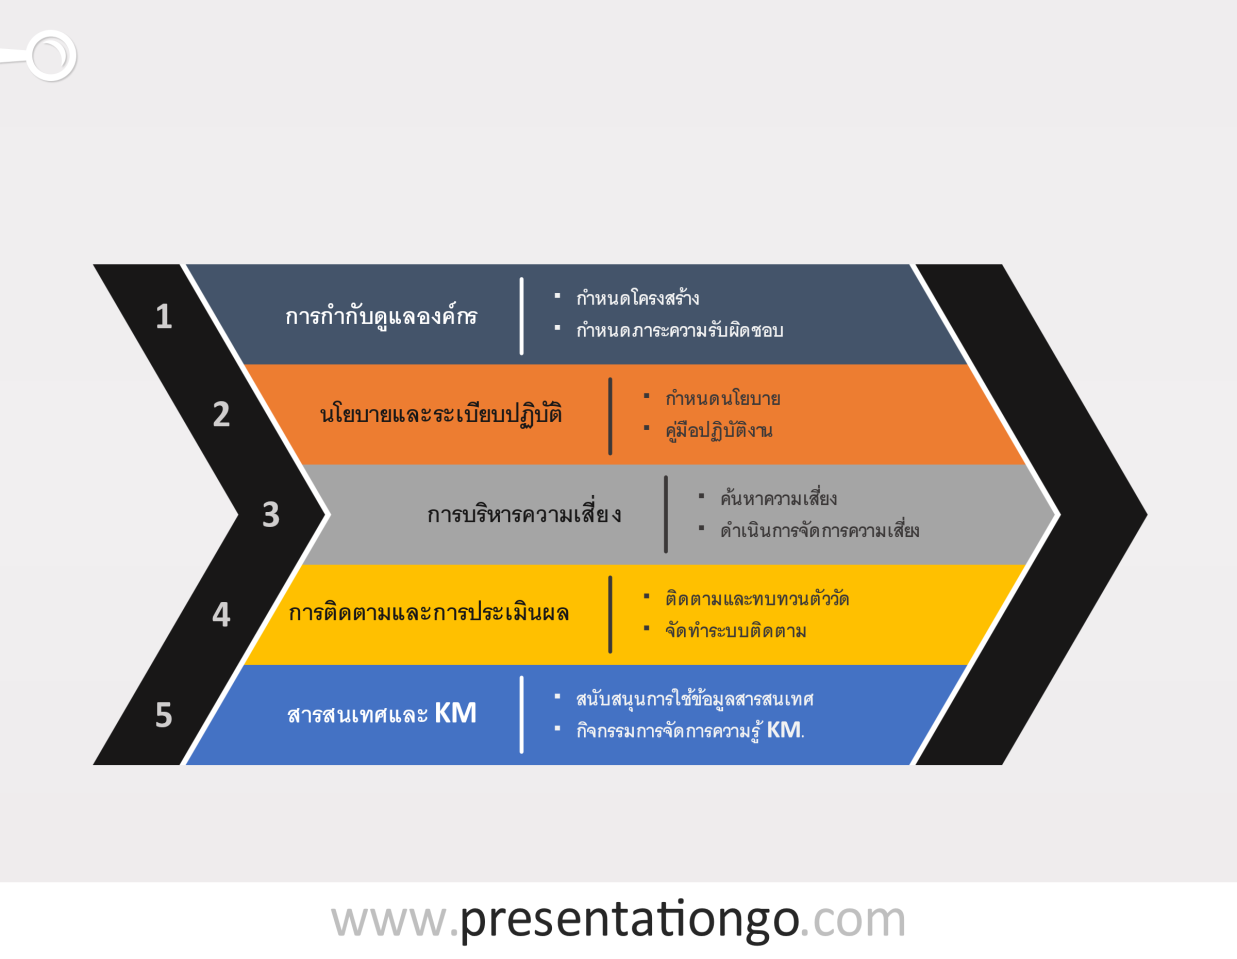 1
การกำกับดูแลองค์กร
▪ กำหนดโครงสร้าง
▪ กำหนดภาระความรับผิดชอบ
2
นโยบายและระเบียบปฏิบัติ
▪ กำหนดนโยบาย
▪ คู่มือปฏิบัติงาน
3
การบริหารความเสี่ยง
▪ ค้นหาความเสี่ยง
▪ ดำเนินการจัดการความเสี่ยง
4
การติดตามและการประเมินผล
▪ ติดตามและทบทวนตัววัด
▪ จัดทำระบบติดตาม
5
สารสนเทศและ KM
▪ สนับสนุนการใช้ข้อมูลสารสนเทศ
▪ กิจกรรมการจัดการความรู้ KM.
www.presentationgo.com